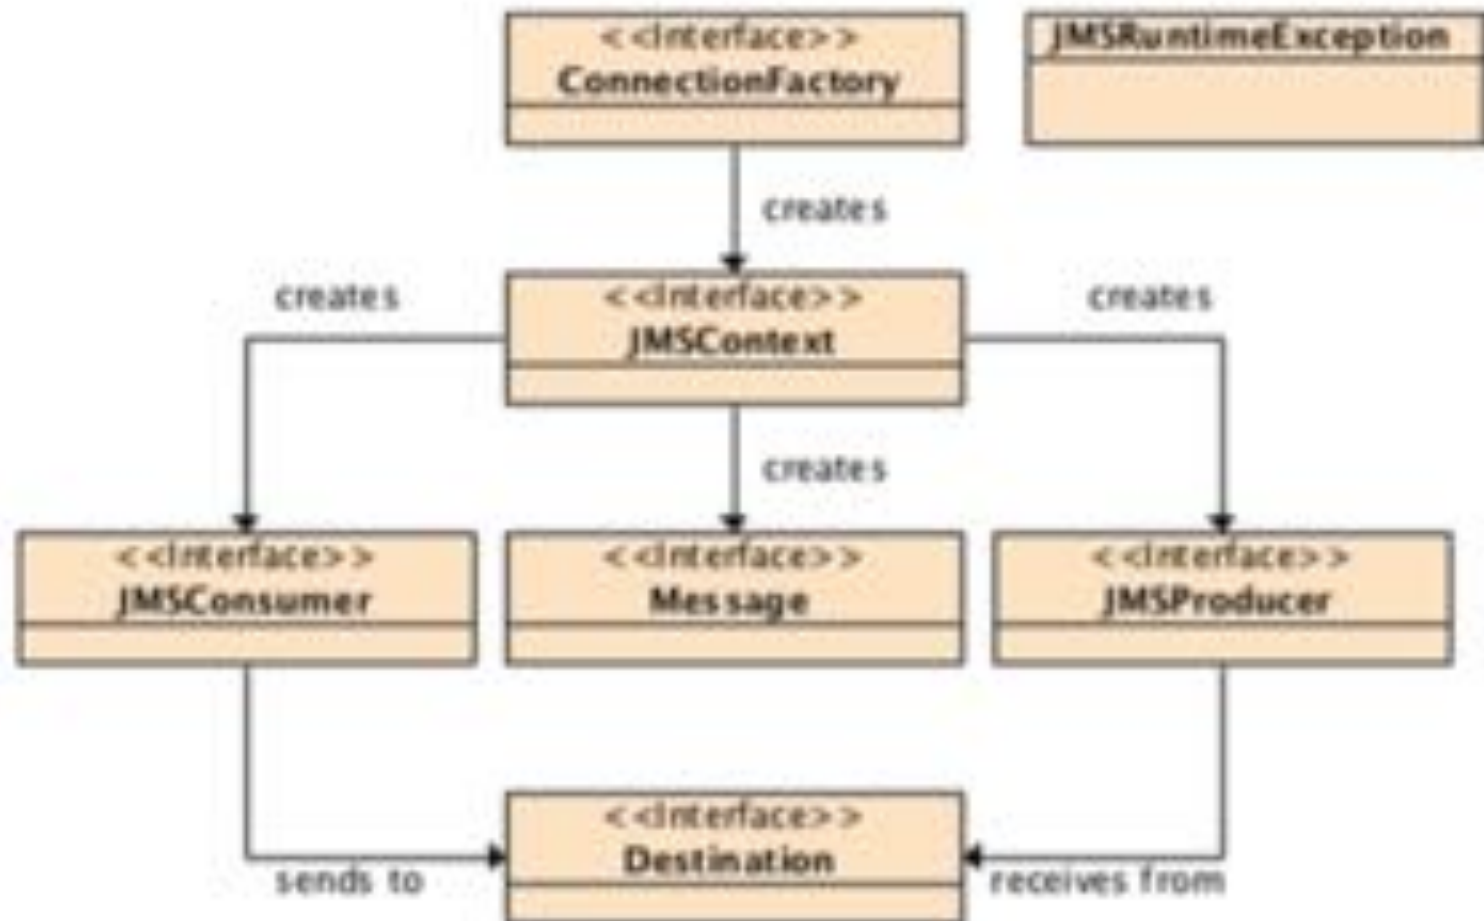 <<Interface>>
ConnectionFactory
JMSRuntimeException
creates
creates
<<Interface>>
JMSContext
creates
creates
<<Interface>>
JMSConsumer
<<Interface>>
Message
<<Interface>>
JMSProducer
<<Interface>>
Destination
sends to
receives from